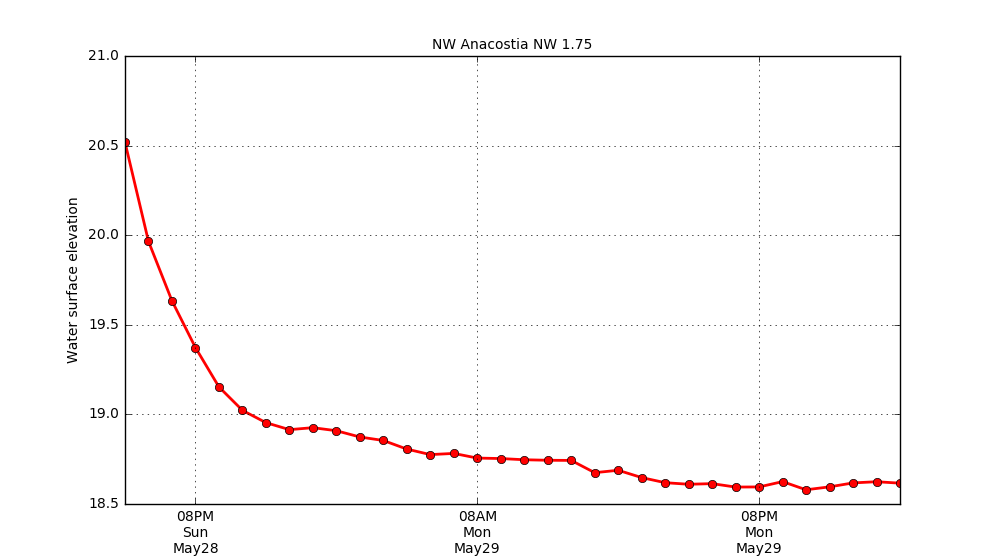 NW Anacostia NW 1.75
21.0
20.5
20.0
19.5
19.0
18.5
Water surface elevation
08PM
Sun
May28
08AM
Mon
May29
08PM
Mon
May29